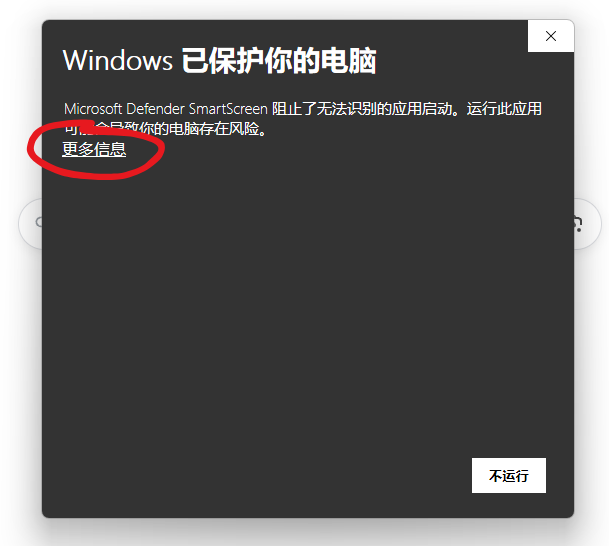 Windows 已保护你的电脑
Microsoft Defender SmartScreen 阻止了无法识别的应用启动。运行此应用
可能会导致你的电脑存在风险。
更多信息
不运行